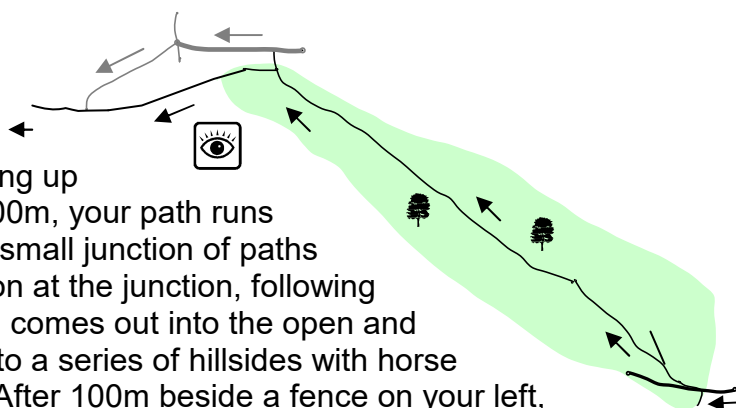 ng up
00m, your path runs
small junction of paths
on at the junction, following
comes out into the open and
to a series of hillsides with horse
After 100m beside a fence on your left,